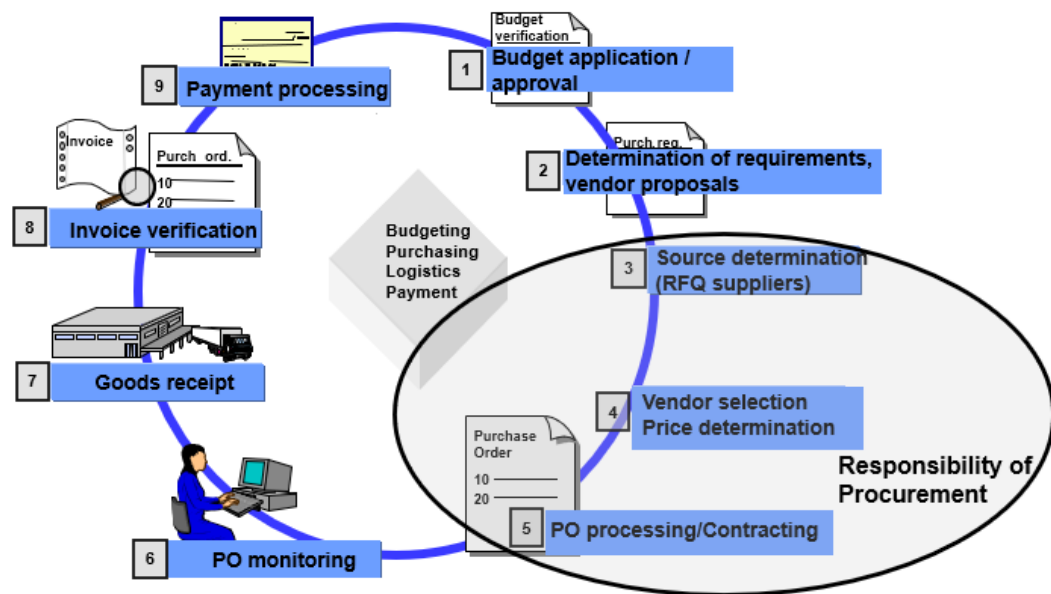 Budget
verification
1
Budget application /
approval
Purch.req.
2
Determination of requirements,
vendor proposals
3
Source determination
(RFQ suppliers)
4
Vendor selection
Price determination
Responsibility of
Procurement
Purchase
Order
10
20
5
PO processing/Contracting
6
PO monitoring
7
Goods receipt
Invoice
Purch ord.
10
20
8
Invoice verification
9
Payment processing
Budgeting
Purchasing
Logistics
Payment